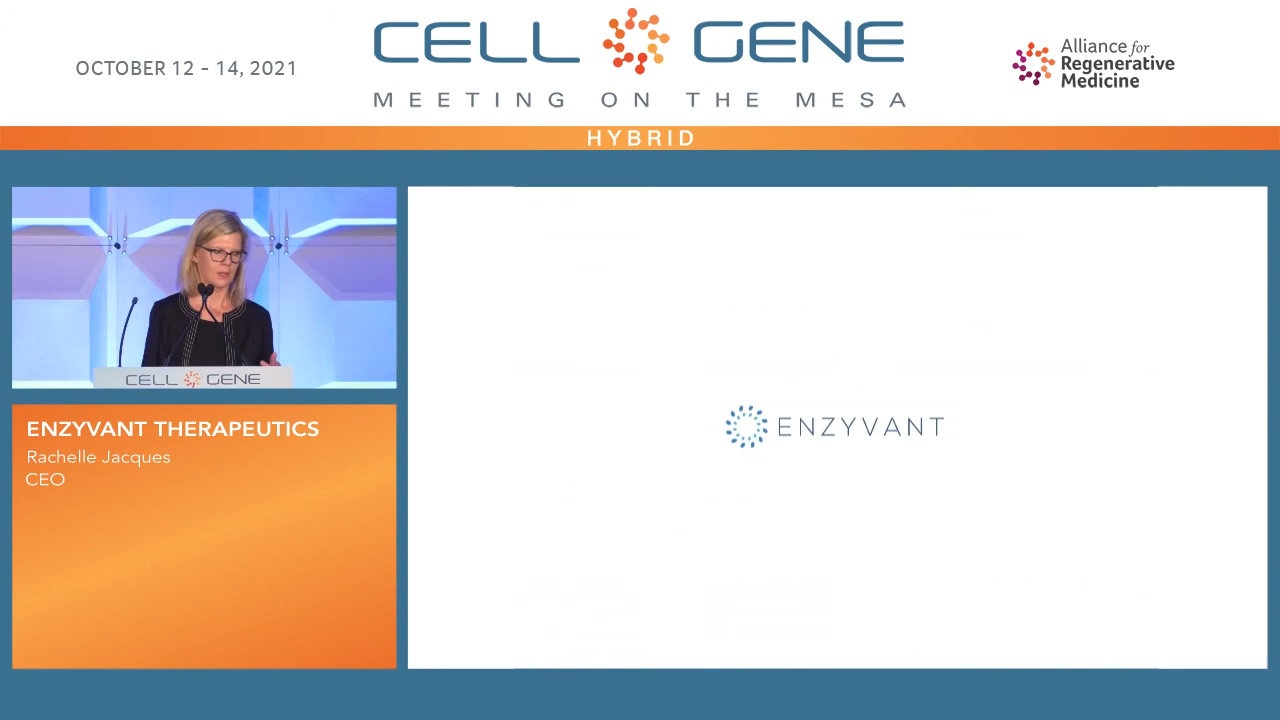 OCTOBER 12 - 14, 2021
CELL GENE
MEETING ON THE MESA
Alliance for
Regenerative
Medicine
HYBRID
CELL GENE
ENZYVANT THERAPEUTICS
Rachelle Jacques
CEO
ENZYVANT